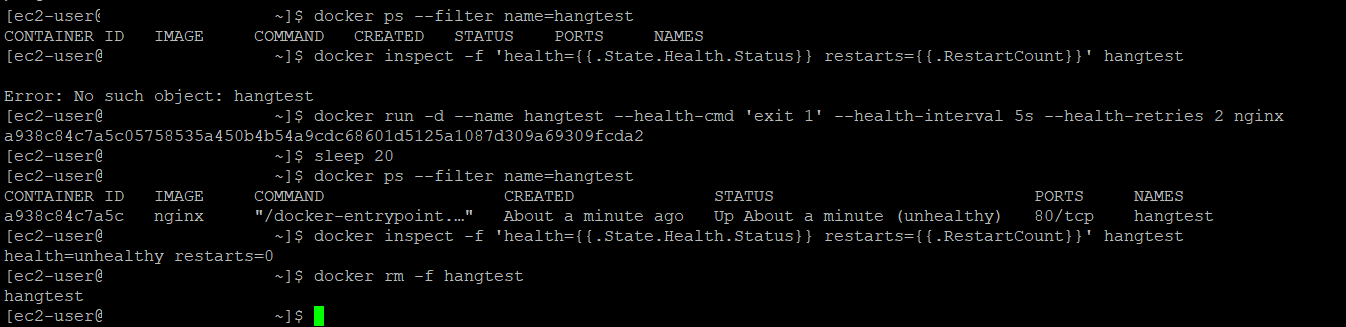 [ec2-user@ ~]$ docker ps --filter name=hangtest
CONTAINER ID IMAGE COMMAND CREATED STATUS PORTS NAMES
[ec2-user@ ~]$ docker inspect -f 'health={{.State.Health.Status}} restarts={{.RestartCount}}' hangtest
Error: No such object: hangtest
[ec2-user@ ~]$ docker run -d --name hangtest --health-cmd 'exit 1' --health-interval 5s --health-retries 2 nginx
a938c84c7a5c05758535a450b4b54a9cdc68601d5125a1087d309a69309fcda2
[ec2-user@ ~]$ sleep 20
[ec2-user@ ~]$ docker ps --filter name=hangtest
CONTAINER ID IMAGE COMMAND CREATED STATUS PORTS NAMES
a938c84c7a5c nginx "/docker-entrypoint.…" About a minute ago Up About a minute (unhealthy) 80/tcp hangtest
[ec2-user@ ~]$ docker inspect -f 'health={{.State.Health.Status}} restarts={{.RestartCount}}' hangtest
health=unhealthy restarts=0
[ec2-user@ ~]$ docker rm -f hangtest
hangtest
[ec2-user@ ~]$